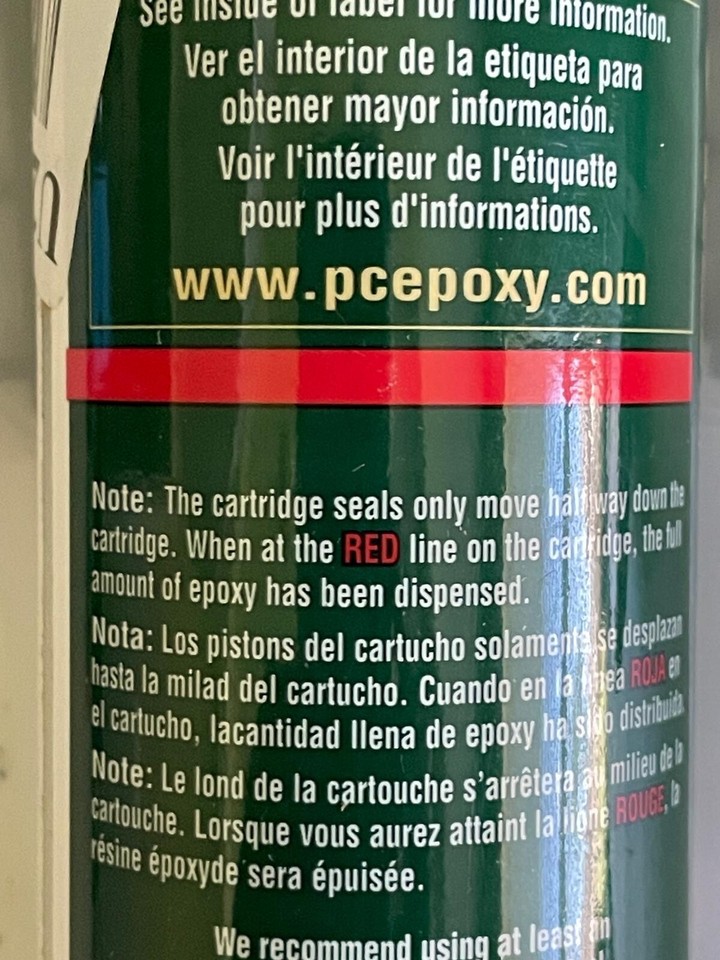 See inside of label for more information.
Ver el interior de la etiqueta para
obtener mayor información.
Voir l'intérieur de l'étiquette
pour plus d'informations.
www.pcepoxy.com
Note: The cartridge seals only move halfway down the
cartridge. When at the RED line on the cartridge, the full
amount of epoxy has been dispensed.
Nota: Los pistons del cartucho solamente se desplazan
hasta la milad del cartucho. Cuando en la linea ROJA en
el cartucho, lacantidad llena de epoxy ha sido distribuida.
Note: Le lond de la cartouche s'arrêtera au milieu de la
cartouche. Lorsque vous aurez attaint la ligne ROUGE, la
résine époxyde sera épuisée.
We recommend using at least an